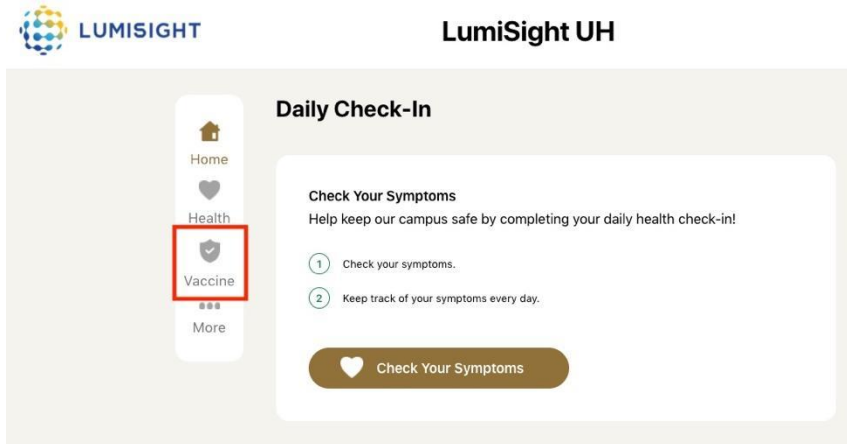 LUMISIGHT
LumiSight UH
Daily Check-In
Home
Health
Vaccine
More
Check Your Symptoms
Help keep our campus safe by completing your daily health check-in!
1 Check your symptoms.
2 Keep track of your symptoms every day.
Check Your Symptoms